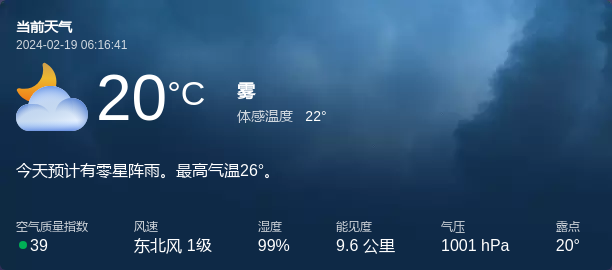 当前天气
2024-02-19 06:16:41
20°C
雾
体感温度 22°
今天预计有零星阵雨。最高气温26°。
空气质量指数 风速 湿度 能见度 气压 露点
39 东北风 1级 99% 9.6 公里 1001 hPa 20°